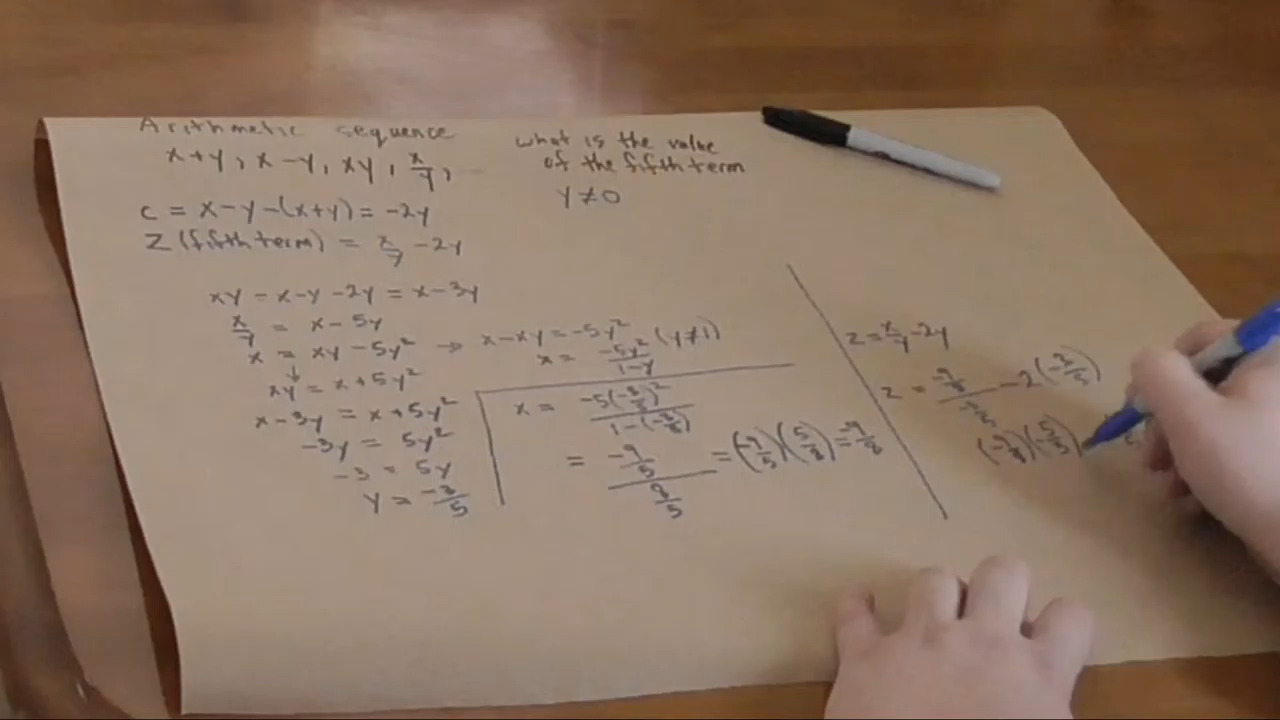 Arithmetic sequence
x+y, x-y, xy, x/y,
what is the value
of the fifth term
y≠0
c = x-y-(x+y) = -2y
Z (fifth term) = x/y -2y
xy = x-y-2y = x-3y
x/y = x-5y
x = xy-5y² → x-xy = -5y² (y≠1)
x = -5y²/1-y
↓
xy = x+5y²
x-3y = x+5y²
-3y = 5y²
-3 = 5y
y = -3/5
x = -5(-3/5)²/1-(-3/5)
= -9/5/8/5 = (-9/5)(5/8) = -9/8
z = x/y -2y
z = -9/8/-3/5 -2(-3/5)
(-9/8)(-5/3)